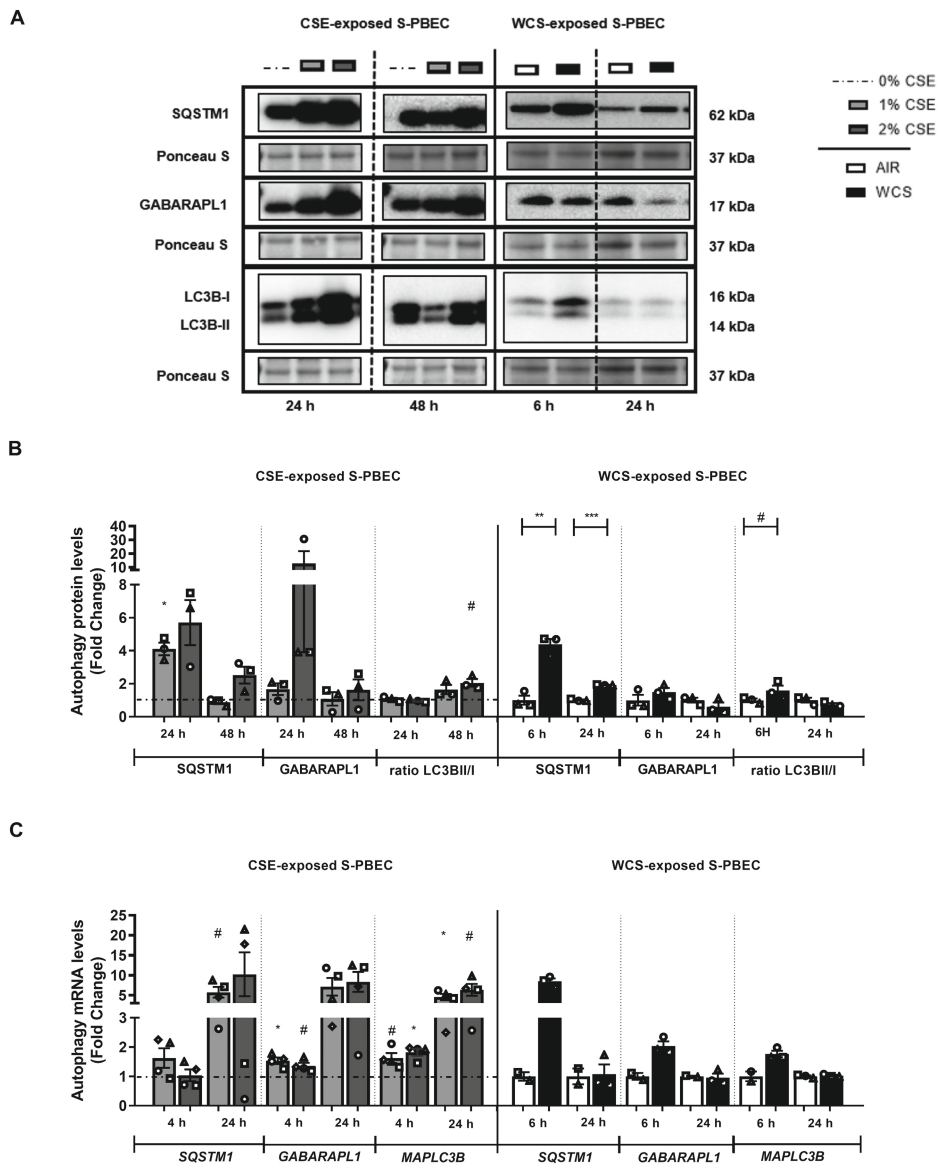 A
CSE-exposed S-PBEC WCS-exposed S-PBEC
0% CSE
1% CSE
2% CSE
AIR
WCS
SQSTM1 62 kDa
Ponceau S 37 kDa
GABARAPL1 17 kDa
Ponceau S 37 kDa
LC3B-I 16 kDa
LC3B-II 14 kDa
Ponceau S 37 kDa
24 h 48 h 6 h 24 h
B
CSE-exposed S-PBEC WCS-exposed S-PBEC
Autophagy protein levels
(Fold Change)
40
30
20
10
8
6
4
2
0
* # ** *** #
24 h 48 h 24 h 48 h 24 h 48 h 6 h 24 h 6 h 24 h 6H 24 h
SQSTM1 GABARAPL1 ratio LC3BII/I SQSTM1 GABARAPL1 ratio LC3BII/I
C
CSE-exposed S-PBEC WCS-exposed S-PBEC
Autophagy mRNA levels
(Fold Change)
25
20
15
10
5
3
2
1
0
# * # # * * #
4 h 24 h 4 h 24 h 4 h 24 h 6 h 24 h 6 h 24 h 6 h 24 h
SQSTM1 GABARAPL1 MAPLC3B SQSTM1 GABARAPL1 MAPLC3B